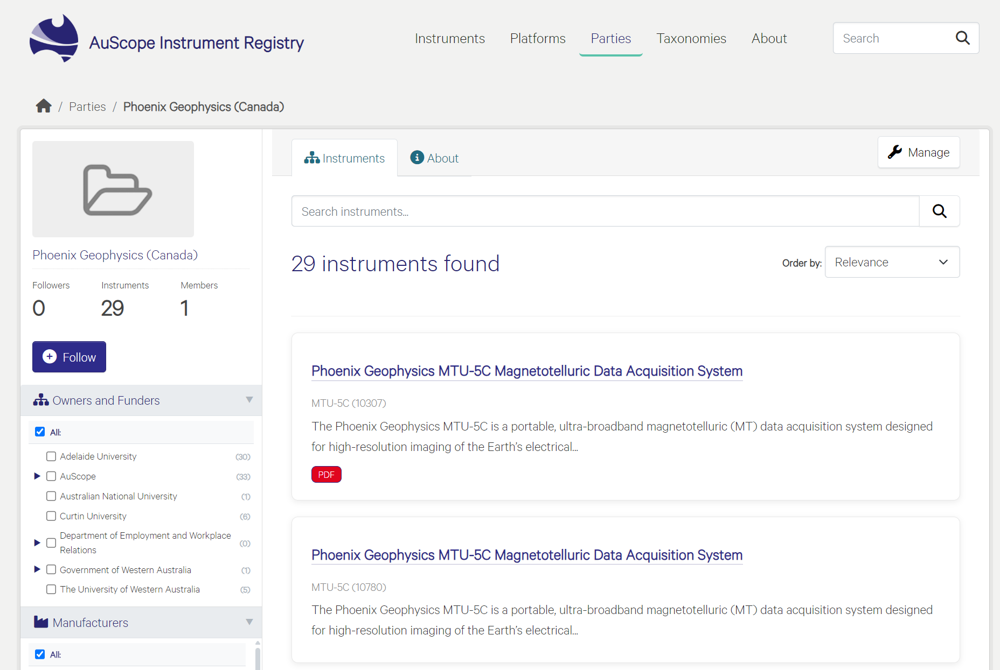 AuScope Instrument Registry
Instruments Platforms Parties Taxonomies About
Search
/ Parties / Phoenix Geophysics (Canada)
Phoenix Geophysics (Canada)
Followers Instruments Members
0 29 1
Follow
Owners and Funders
All:
Adelaide University (30)
AuScope (33)
Australian National University (1)
Curtin University (6)
Department of Employment and Workplace
Relations (0)
Government of Western Australia (1)
The University of Western Australia (5)
Manufacturers
All:
Instruments About
Manage
Search instruments...
29 instruments found
Order by: Relevance
Phoenix Geophysics MTU-5C Magnetotelluric Data Acquisition System
MTU-5C (10307)
The Phoenix Geophysics MTU-5C is a portable, ultra-broadband magnetotelluric (MT) data acquisition system designed
for high-resolution imaging of the Earth’s electrical...
PDF
Phoenix Geophysics MTU-5C Magnetotelluric Data Acquisition System
MTU-5C (10780)
The Phoenix Geophysics MTU-5C is a portable, ultra-broadband magnetotelluric (MT) data acquisition system designed
for high-resolution imaging of the Earth’s electrical...